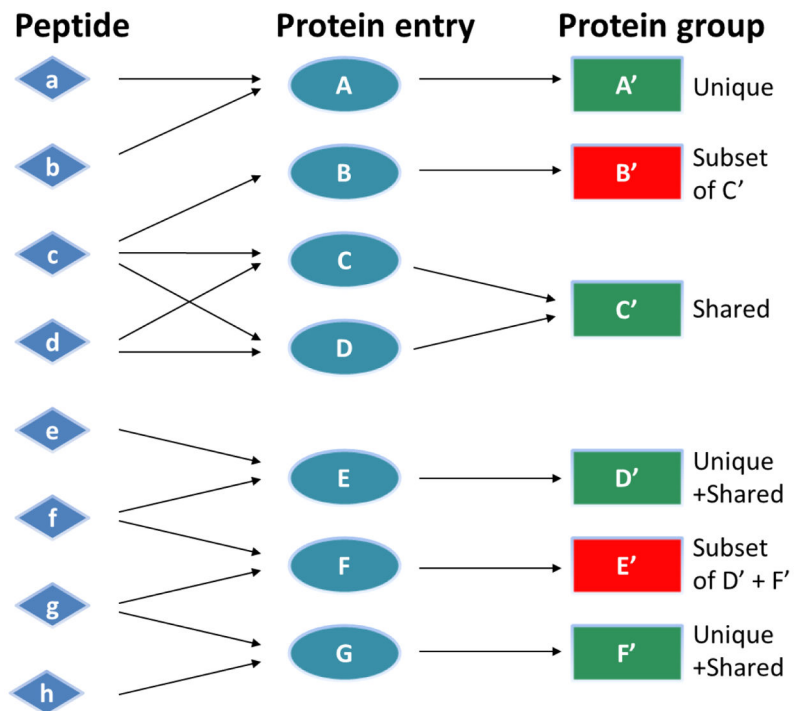 Peptide Protein entry Protein group
a A A’ Unique
b B B’ Subset
of C’
c C
C’ Shared
d D
e
E D’ Unique
+Shared
f
F E’ Subset
of D’ + F’
g
G F’ Unique
+Shared
h